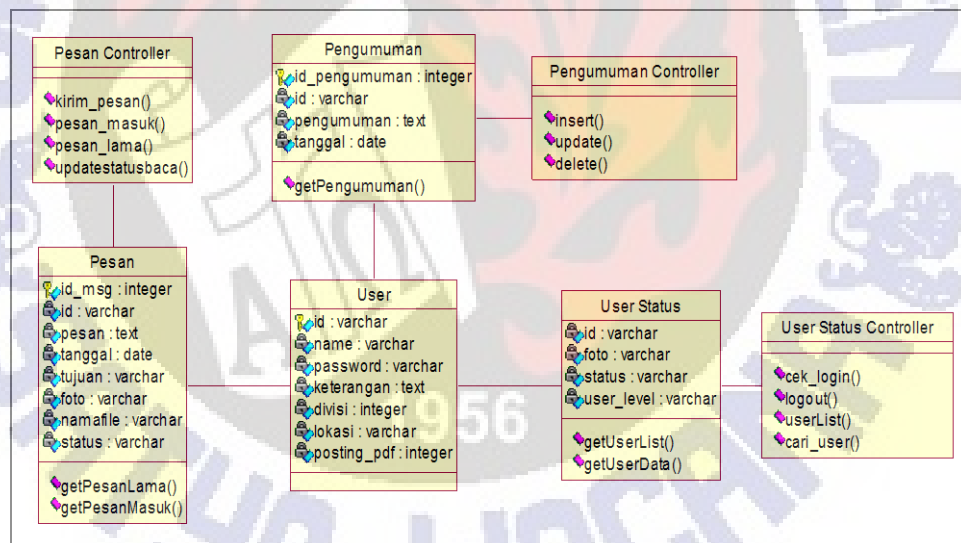 Pesan Controller
kirim_pesan()
pesan_masuk()
pesan_lama()
updatestatusbaca()
Pengumuman
id_pengumuman : integer
id : varchar
pengumuman : text
tanggal : date
getPengumuman()
Pengumuman Controller
insert()
update()
delete()
Pesan
id_msg : integer
id : varchar
pesan : text
tanggal : date
tujuan : varchar
foto : varchar
namafile : varchar
status : varchar
getPesanLama()
getPesanMasuk()
User
id : varchar
name : varchar
password : varchar
keterangan : text
divisi : integer
lokasi : varchar
posting_pdf : integer
User Status
id : varchar
foto : varchar
status : varchar
user_level : varchar
getUserList()
getUserData()
User Status Controller
cek_login()
logout()
userList()
cari_user()
1956